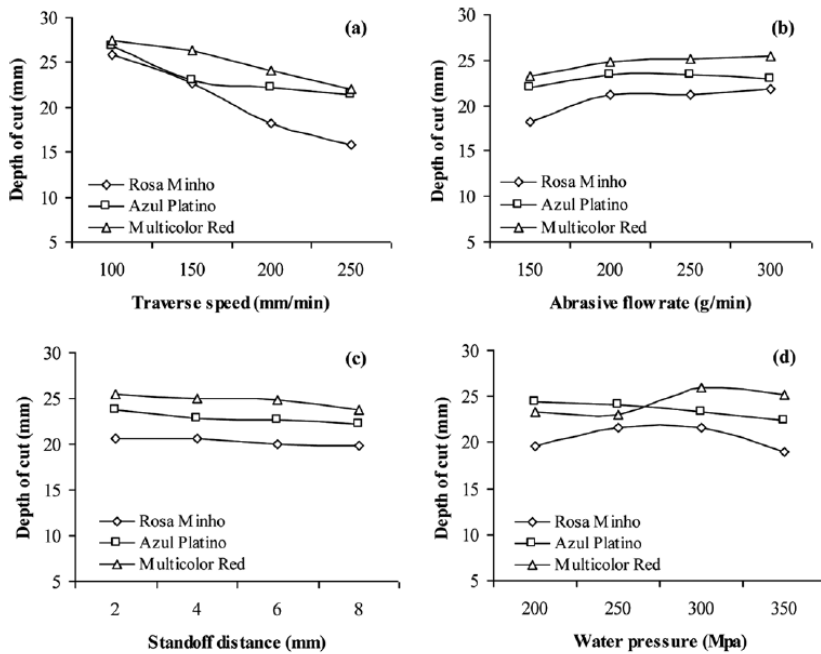 (a)
Depth of cut (mm)
30
25
20
15
10
5
Rosa Minho
Azul Platino
Multicolor Red
100 150 200 250
Traverse speed (mm/min)
(b)
Depth of cut (mm)
30
25
20
15
10
5
Rosa Minho
Azul Platino
Multicolor Red
150 200 250 300
Abrasive flow rate (g/min)
(c)
Depth of cut (mm)
30
25
20
15
10
5
Rosa Minho
Azul Platino
Multicolor Red
2 4 6 8
Standoff distance (mm)
(d)
Depth of cut (mm)
30
25
20
15
10
5
Rosa Minho
Azul Platino
Multicolor Red
200 250 300 350
Water pressure (Mpa)